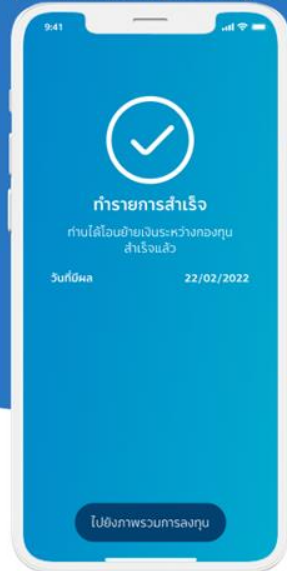 9:41
ทำรายการสำเร็จ
ท่านได้โอนย้ายเงินระหว่างกองทุน
สำเร็จแล้ว
วันที่มีผล 22/02/2022
ไปยังภาพรวมการลงทุน